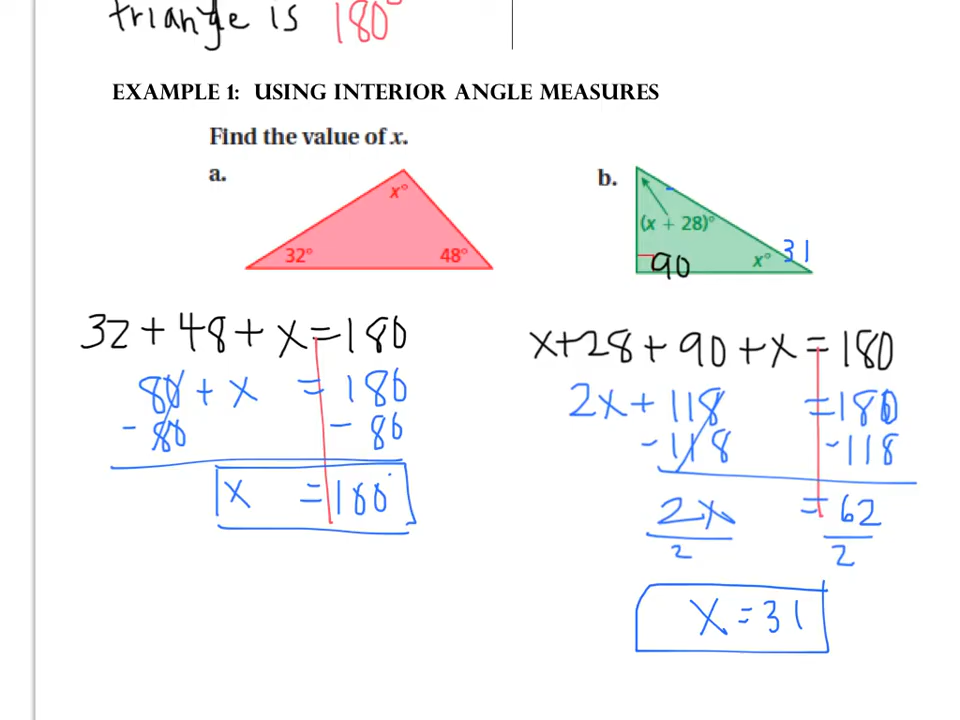 triangle is 180°
EXAMPLE 1: USING INTERIOR ANGLE MEASURES
Find the value of x.
a.
x°
32°
48°
32 + 48 + x = 180
80 + x = 180
- 80 - 80
x = 100°
b.
(x + 28)°
90
x°
31
x+28 + 90 + x = 180
2x + 118 = 180
- 118 - 118
2x = 62
2 2
x = 31